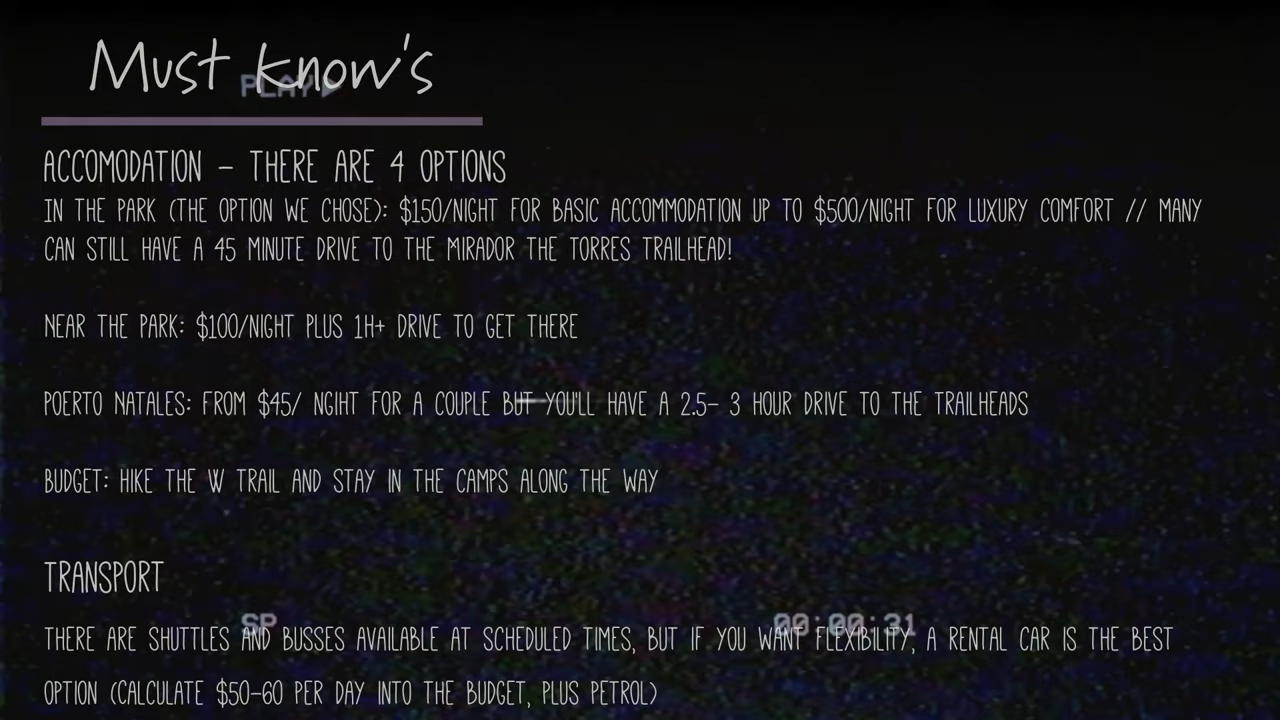 Must know's
PLAY
ACCOMODATION - THERE ARE 4 OPTIONS
IN THE PARK (THE OPTION WE CHOSE): $150/NIGHT FOR BASIC ACCOMMODATION UP TO $500/NIGHT FOR LUXURY COMFORT // MANY
CAN STILL HAVE A 45 MINUTE DRIVE TO THE MIRADOR THE TORRES TRAILHEAD!
NEAR THE PARK: $100/NIGHT PLUS 1H+ DRIVE TO GET THERE
POERTO NATALES: FROM $45/ NGIHT FOR A COUPLE BUT YOU'LL HAVE A 2.5- 3 HOUR DRIVE TO THE TRAILHEADS
BUDGET: HIKE THE W TRAIL AND STAY IN THE CAMPS ALONG THE WAY
TRANSPORT
SP 00:00:31
THERE ARE SHUTTLES AND BUSSES AVAILABLE AT SCHEDULED TIMES, BUT IF YOU WANT FLEXIBILITY, A RENTAL CAR IS THE BEST
OPTION (CALCULATE $50-60 PER DAY INTO THE BUDGET, PLUS PETROL)